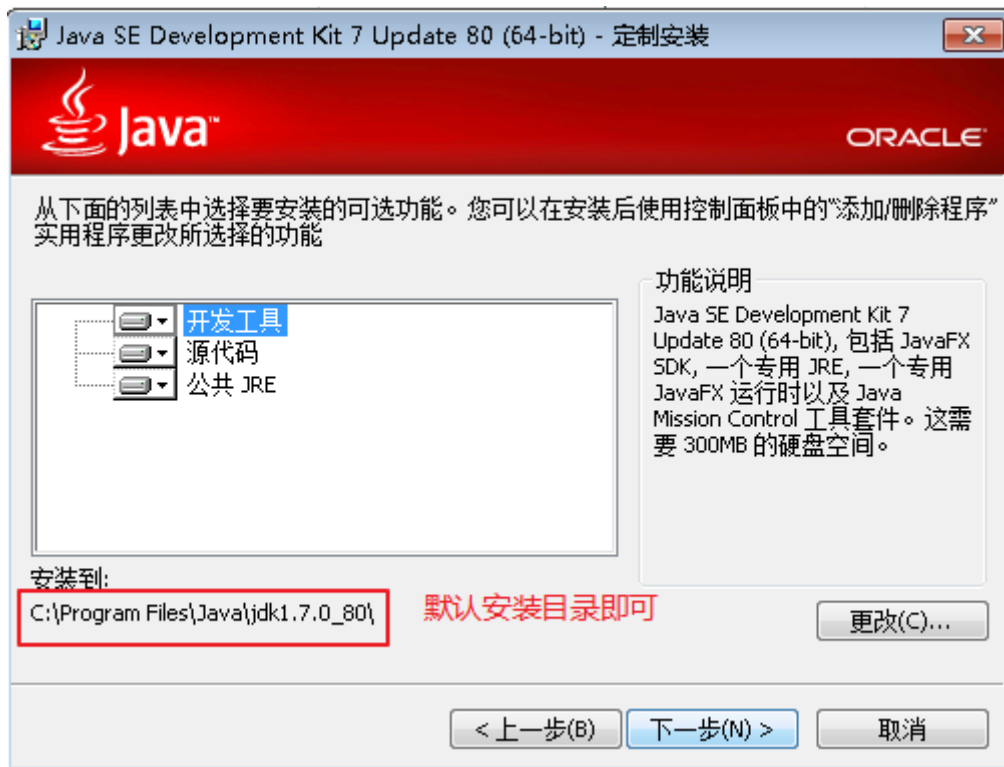 Java SE Development Kit 7 Update 80 (64-bit) - 定制安装
Java™
ORACLE
从下面的列表中选择要安装的可选功能。您可以在安装后使用控制面板中的“添加/删除程序”
实用程序更改所选择的功能
开发工具
源代码
公共 JRE
功能说明
Java SE Development Kit 7
Update 80 (64-bit), 包括 JavaFX
SDK, 一个专用 JRE, 一个专用
JavaFX 运行时以及 Java
Mission Control 工具套件。这需
要 300MB 的硬盘空间。
安装到:
C:\Program Files\Java\jdk1.7.0_80\
默认安装目录即可
更改(C)...
< 上一步(B)
下一步(N) >
取消